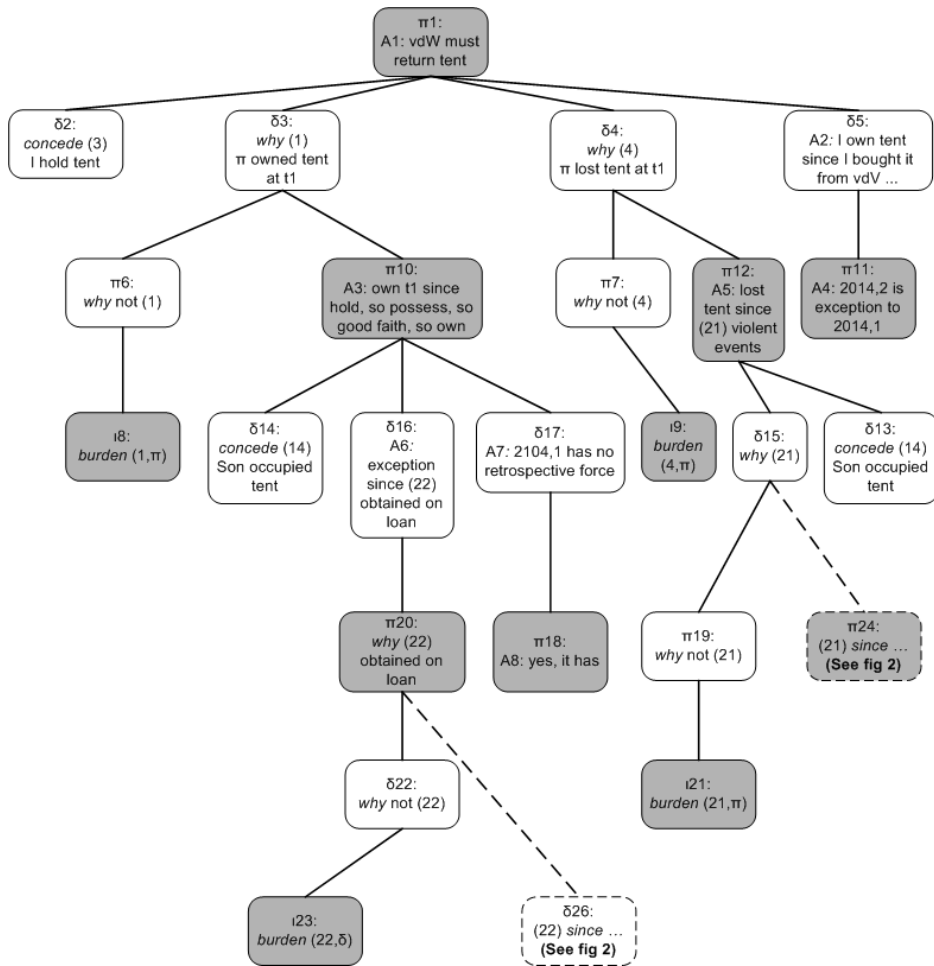 π1:
A1: vdW must
return tent
δ2:
concede (3)
I hold tent
δ3:
why (1)
π owned tent
at t1
δ4:
why (4)
π lost tent at t1
δ5:
A2: I own tent
since I bought it
from vdV ...
π6:
why not (1)
π10:
A3: own t1 since
hold, so possess, so
good faith, so own
π7:
why not (4)
π12:
A5: lost
tent since
(21) violent
events
π11:
A4: 2014,2 is
exception to
2014,1
ı8:
burden (1,π)
δ14:
concede (14)
Son occupied
tent
δ16:
A6:
exception
since (22)
obtained on
loan
δ17:
A7: 2104,1 has no
retrospective force
ı9:
burden
(4,π)
δ15:
why (21)
δ13:
concede (14)
Son occupied
tent
π20:
why (22)
obtained on
loan
π18:
A8: yes, it has
π19:
why not (21)
π24:
(21) since ...
(See fig 2)
δ22:
why not (22)
ı21:
burden (21,π)
ı23:
burden (22,δ)
δ26:
(22) since ...
(See fig 2)